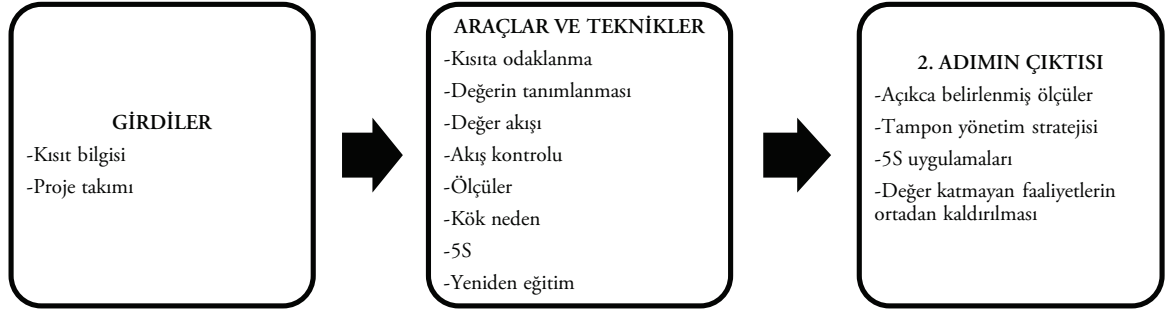 GİRDİLER
-Kısıt bilgisi
-Proje takımı
ARAÇLAR VE TEKNİKLER
-Kısıta odaklanma
-Değerin tanımlanması
-Değer akışı
-Akış kontrolu
-Ölçüler
-Kök neden
-5S
-Yeniden eğitim
2. ADIMIN ÇIKTISI
-Açıkca belirlenmiş ölçüler
-Tampon yönetim stratejisi
-5S uygulamaları
-Değer katmayan faaliyetlerin
ortadan kaldırılması